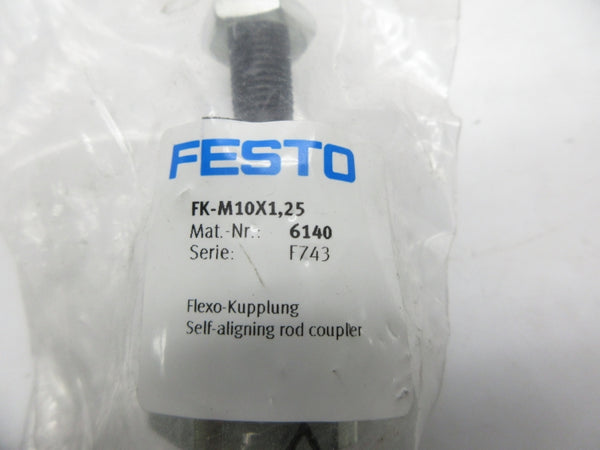 FESTO
FK-M10X1,25
Mat.-Nr.: 6140
Serie: F743
Flexo-Kupplung
Self-aligning rod coupler